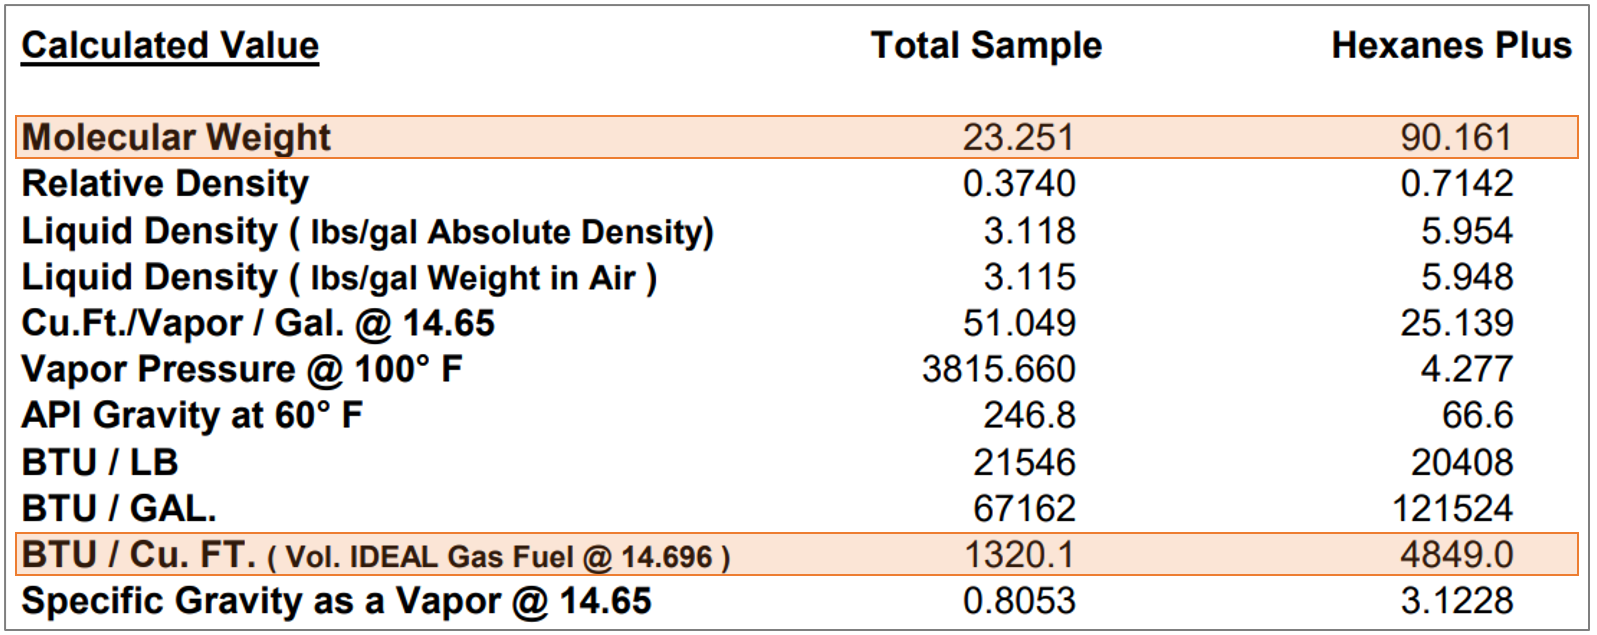 Calculated Value Total Sample Hexanes Plus
Molecular Weight 23.251 90.161
Relative Density 0.3740 0.7142
Liquid Density ( lbs/gal Absolute Density) 3.118 5.954
Liquid Density ( lbs/gal Weight in Air ) 3.115 5.948
Cu.Ft./Vapor / Gal. @ 14.65 51.049 25.139
Vapor Pressure @ 100° F 3815.660 4.277
API Gravity at 60° F 246.8 66.6
BTU / LB 21546 20408
BTU / GAL. 67162 121524
BTU / Cu. FT. ( Vol. IDEAL Gas Fuel @ 14.696 ) 1320.1 4849.0
Specific Gravity as a Vapor @ 14.65 0.8053 3.1228